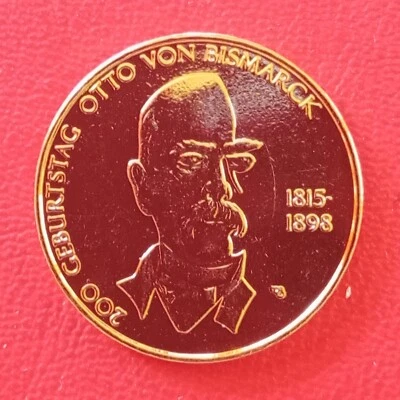 200. GEBURTSTAG OTTO VON BISMARCK
1815-
1898